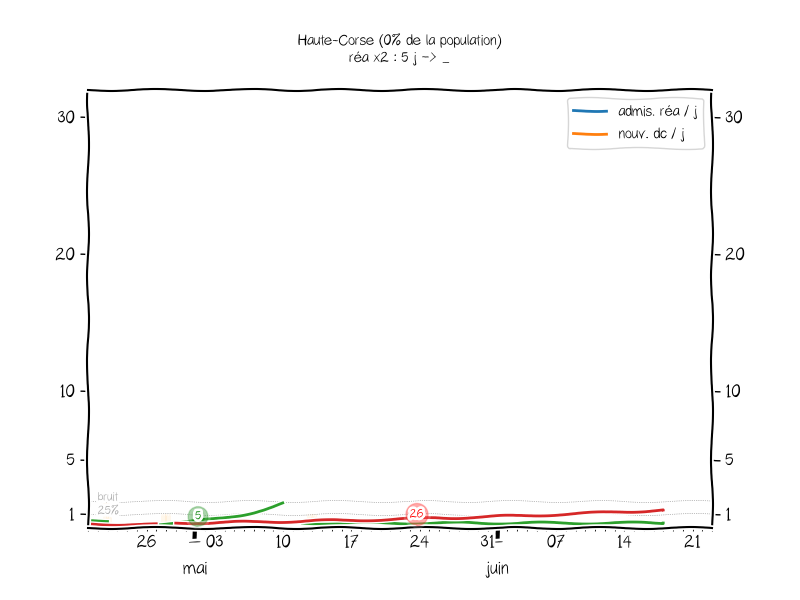 Haute-Corse (0% de la population)
réa x2 : 5 j -> _
admis. réa / j
nouv. dc / j
30 30
20 20
10 10
5 5
1 1
bruit
25%
5
26
26 03 10 17 24 31 07 14 21
mai juin